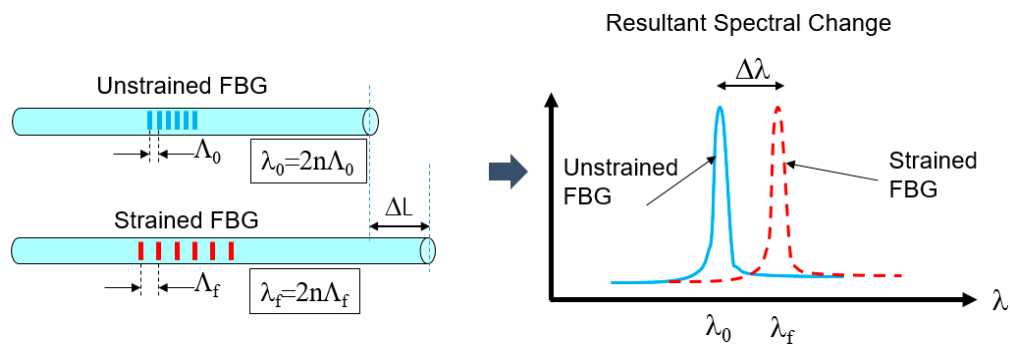 Resultant Spectral Change
Unstrained FBG
Λ₀
λ₀=2nΛ₀
Strained FBG
ΔL
Λf
λf=2nΛf
Δλ
Unstrained
FBG
Strained
FBG
λ₀
λf
λ